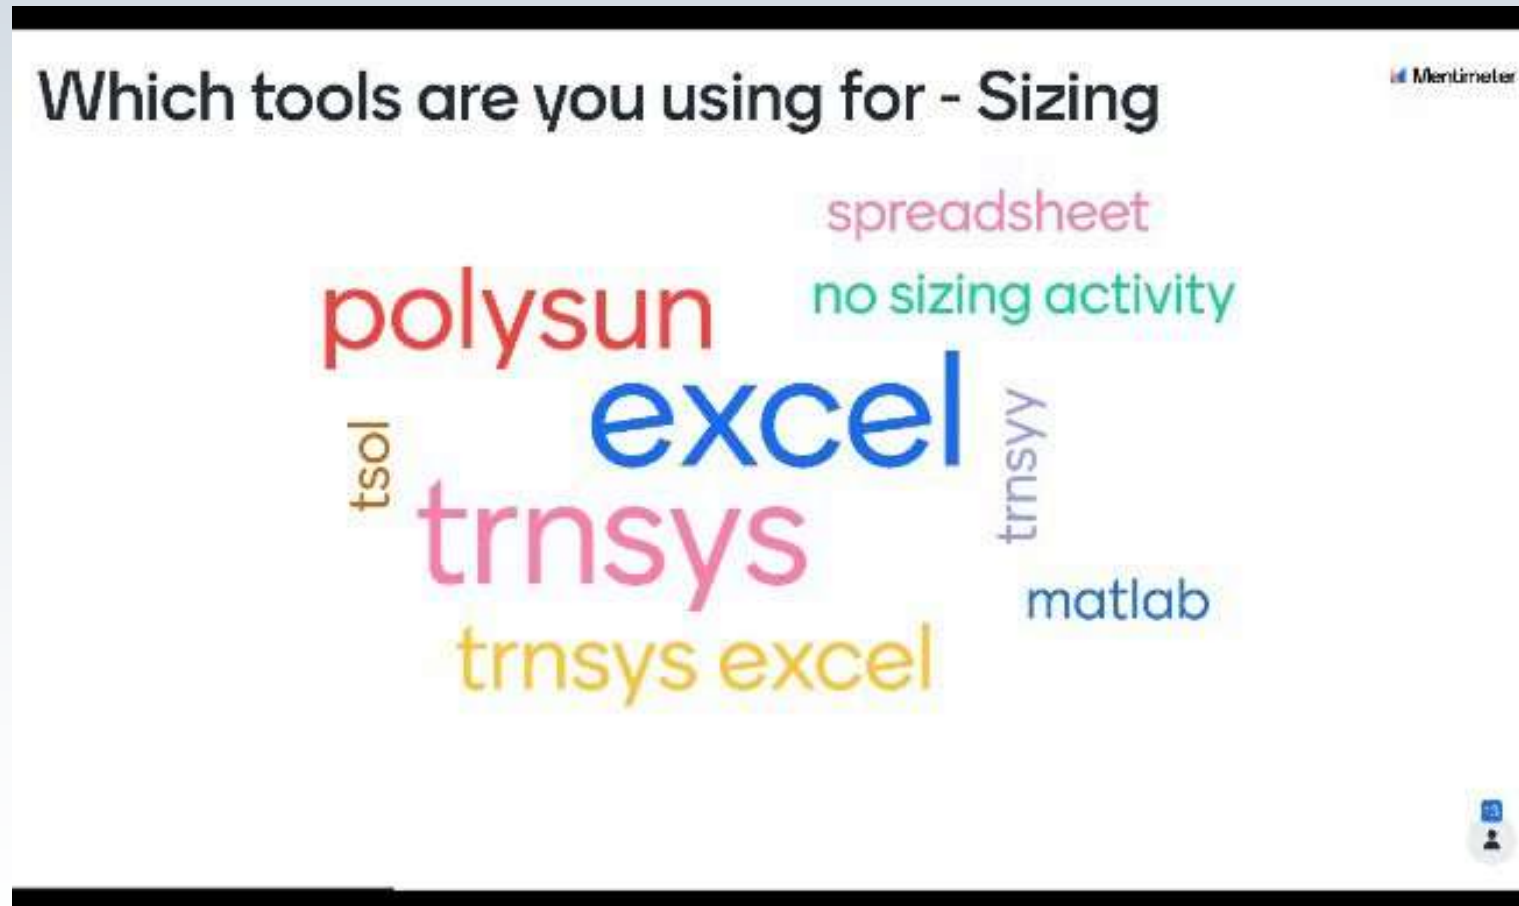 Which tools are you using for - Sizing
Mentimeter
spreadsheet
polysun
no sizing activity
excel
tsol
trnsyy
trnsys
matlab
trnsys excel